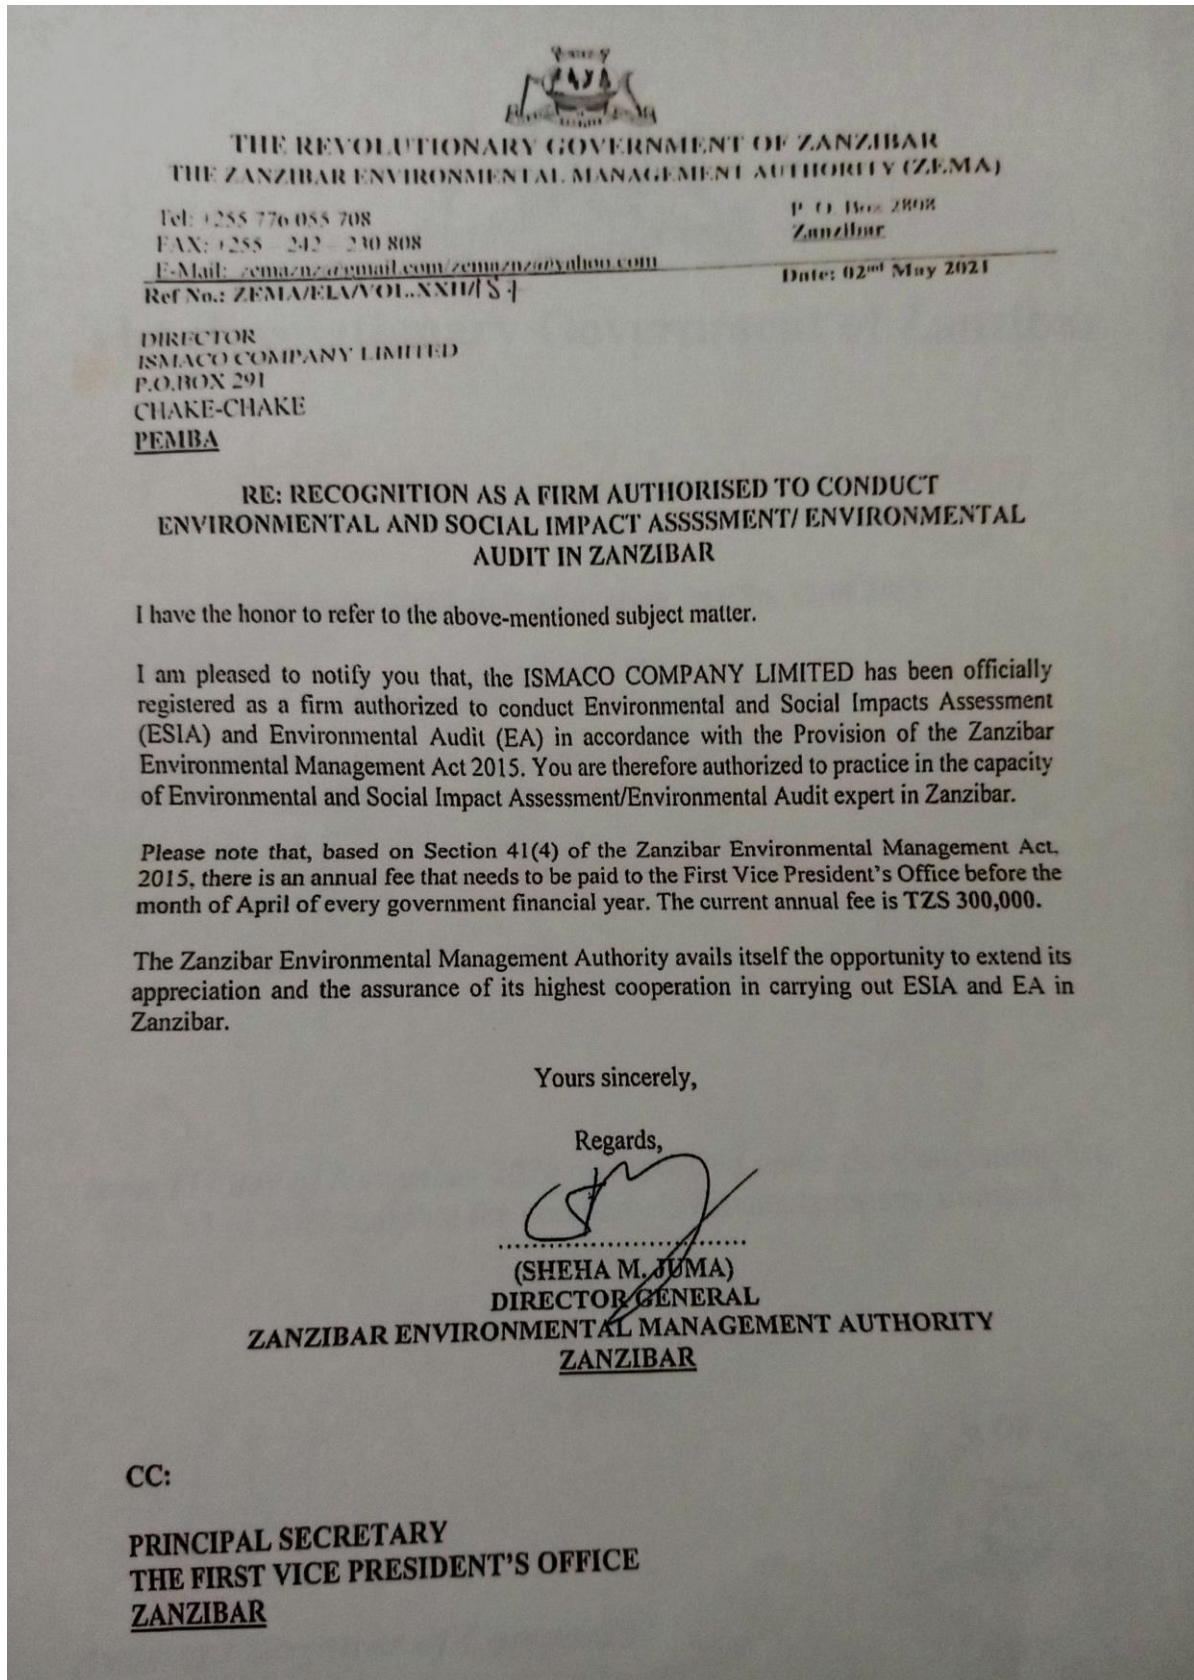 THE REVOLUTIONARY GOVERNMENT OF ZANZIBAR
THE ZANZIBAR ENVIRONMENTAL MANAGEMENT AUTHORITY (ZEMA)
Tel: +255 776 055 708
P. O. Box 2808
FAX: +255 - 242 - 230 808
Zanzibar
E-Mail: zemaznz@gmail.com/zemaznz@yahoo.com
Date: 02nd May 2021
Ref No.: ZEMA/EIA/VOL.XXII/
DIRECTOR
ISMACO COMPANY LIMITED
P.O.BOX 291
CHAKE-CHAKE
PEMBA
RE: RECOGNITION AS A FIRM AUTHORISED TO CONDUCT
ENVIRONMENTAL AND SOCIAL IMPACT ASSSSMENT/ ENVIRONMENTAL
AUDIT IN ZANZIBAR
I have the honor to refer to the above-mentioned subject matter.
I am pleased to notify you that, the ISMACO COMPANY LIMITED has been officially
registered as a firm authorized to conduct Environmental and Social Impacts Assessment
(ESIA) and Environmental Audit (EA) in accordance with the Provision of the Zanzibar
Environmental Management Act 2015. You are therefore authorized to practice in the capacity
of Environmental and Social Impact Assessment/Environmental Audit expert in Zanzibar.
Please note that, based on Section 41(4) of the Zanzibar Environmental Management Act,
2015, there is an annual fee that needs to be paid to the First Vice President's Office before the
month of April of every government financial year. The current annual fee is TZS 300,000.
The Zanzibar Environmental Management Authority avails itself the opportunity to extend its
appreciation and the assurance of its highest cooperation in carrying out ESIA and EA in
Zanzibar.
Yours sincerely,
Regards,
(SHEHA M. JUMA)
DIRECTOR GENERAL
ZANZIBAR ENVIRONMENTAL MANAGEMENT AUTHORITY
ZANZIBAR
CC:
PRINCIPAL SECRETARY
THE FIRST VICE PRESIDENT'S OFFICE
ZANZIBAR